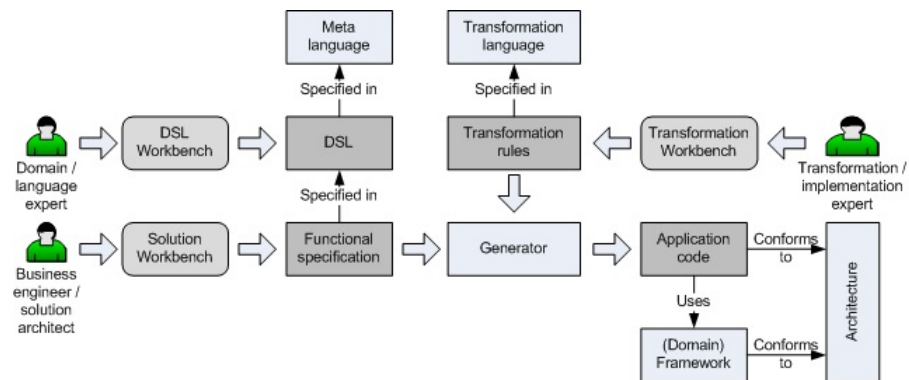 Meta
language
Transformation
language
Specified in
Specified in
DSL
Workbench
DSL
Transformation
rules
Transformation
Workbench
Domain /
language
expert
Transformation /
implementation
expert
Specified in
Solution
Workbench
Functional
specification
Generator
Application
code
Conforms
to
Business
engineer /
solution
architect
Uses
Architecture
(Domain)
Framework
Conforms
to